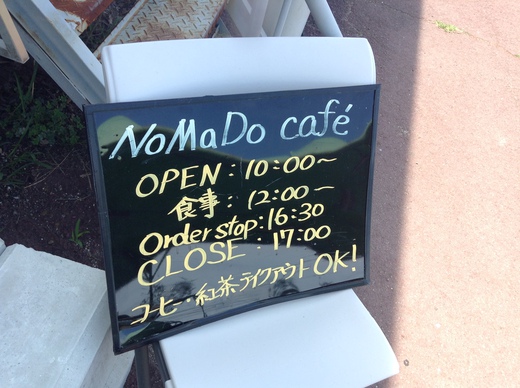 NoMaDo café
OPEN:10:00〜
食事:12:00〜
Order stop:16:30
CLOSE:17:00
コーヒー・紅茶テイクアウトOK!